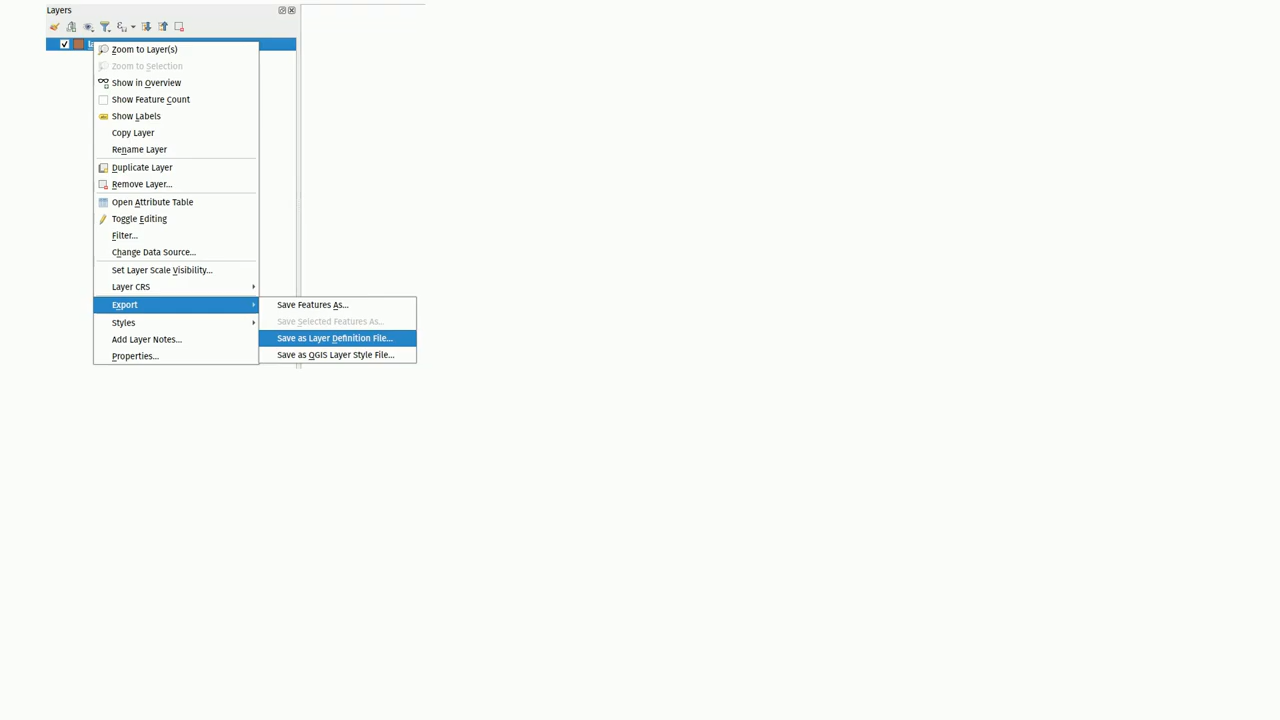 Layers
Zoom to Layer(s)
Zoom to Selection
Show in Overview
Show Feature Count
Show Labels
Copy Layer
Rename Layer
Duplicate Layer
Remove Layer...
Open Attribute Table
Toggle Editing
Filter...
Change Data Source...
Set Layer Scale Visibility...
Layer CRS
Export
Save Features As...
Save Selected Features As...
Save as Layer Definition File...
Save as QGIS Layer Style File...
Styles
Add Layer Notes...
Properties...